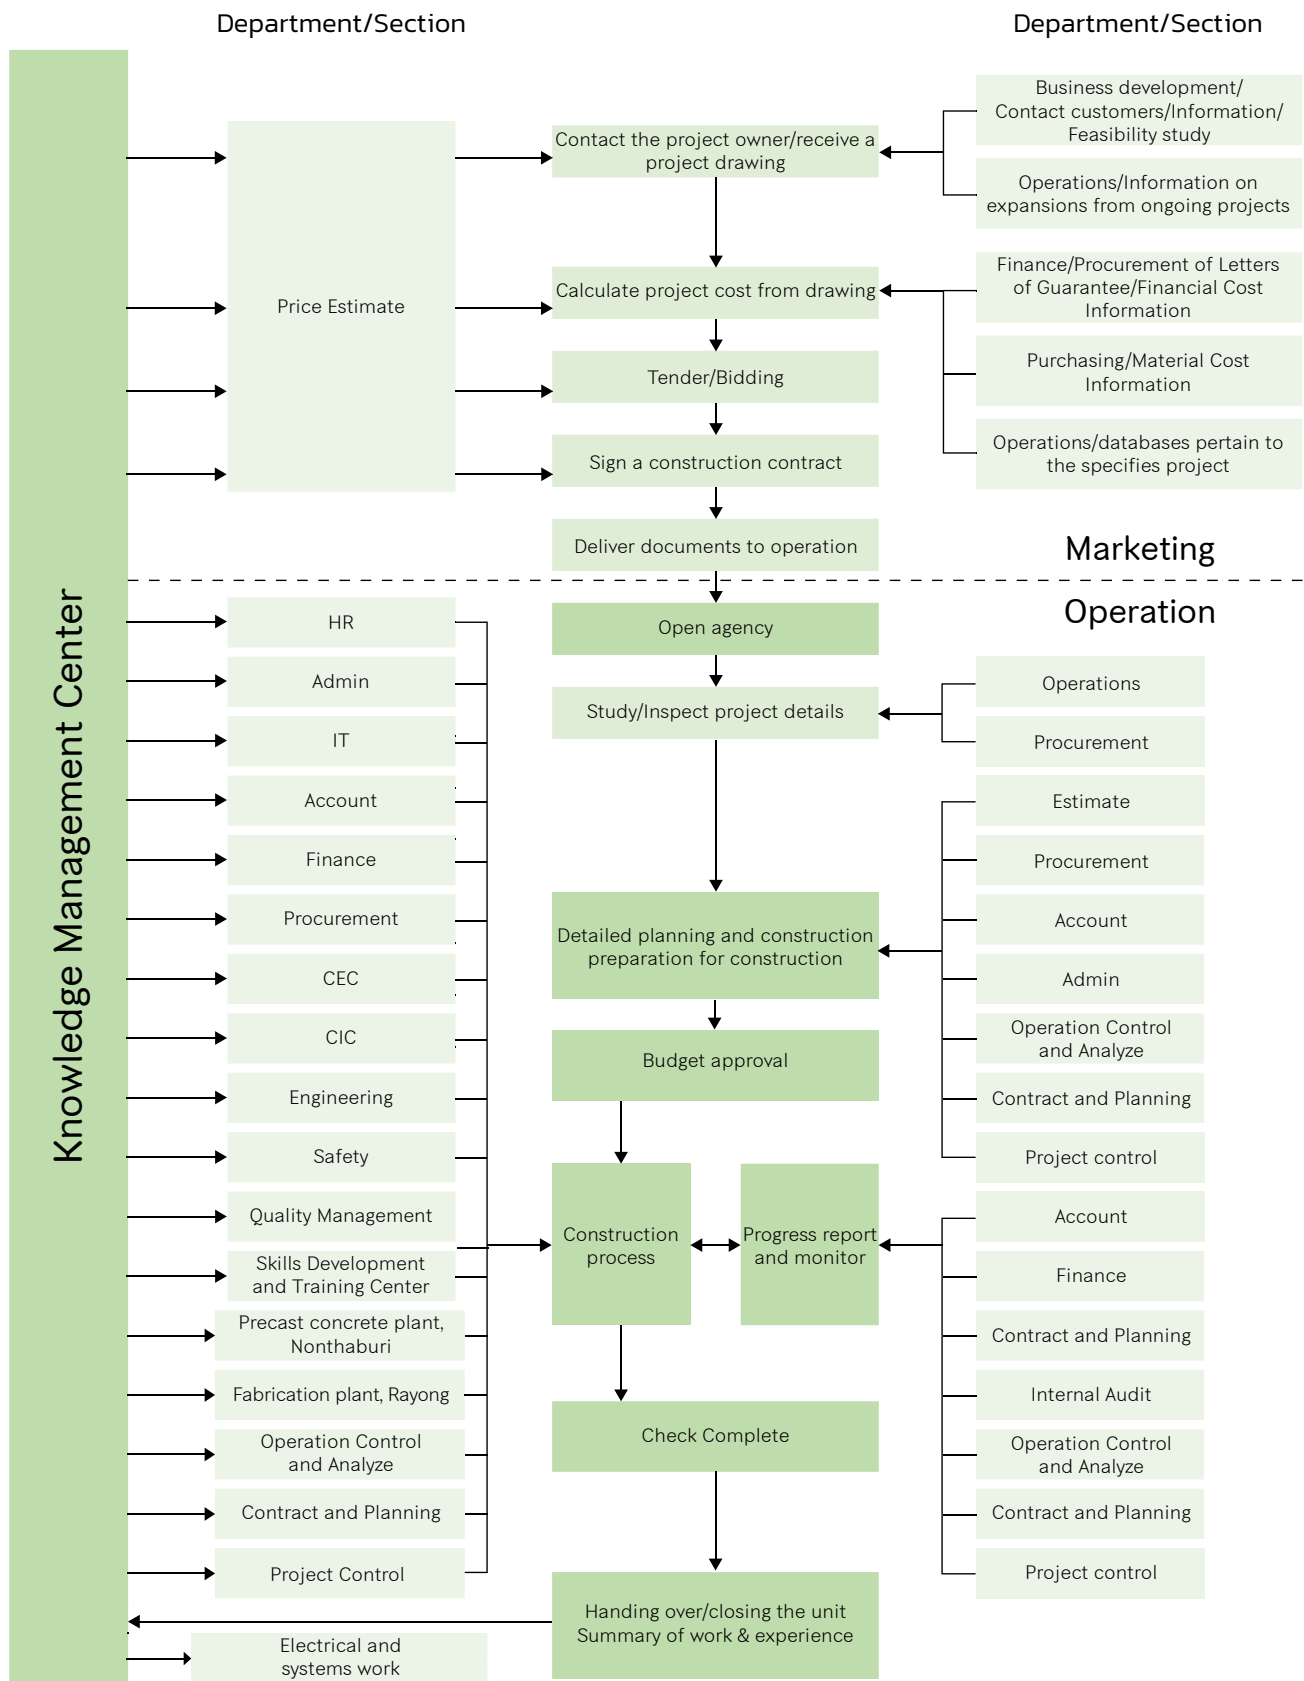 Department/Section
Department/Section
Knowledge Management Center
Price Estimate
Contact the project owner/receive a
project drawing
Calculate project cost from drawing
Tender/Bidding
Sign a construction contract
Deliver documents to operation
Business development/
Contact customers/Information/
Feasibility study
Operations/Information on
expansions from ongoing projects
Finance/Procurement of Letters
of Guarantee/Financial Cost
Information
Purchasing/Material Cost
Information
Operations/databases pertain to
the specifies project
Marketing
Operation
HR
Admin
IT
Account
Finance
Procurement
CEC
CIC
Engineering
Safety
Quality Management
Skills Development
and Training Center
Precast concrete plant,
Nonthaburi
Fabrication plant, Rayong
Operation Control
and Analyze
Contract and Planning
Project Control
Electrical and
systems work
Open agency
Study/Inspect project details
Detailed planning and construction
preparation for construction
Budget approval
Construction
process
Progress report
and monitor
Check Complete
Handing over/closing the unit
Summary of work & experience
Operations
Procurement
Estimate
Procurement
Account
Admin
Operation Control
and Analyze
Contract and Planning
Project control
Account
Finance
Contract and Planning
Internal Audit
Operation Control
and Analyze
Contract and Planning
Project control